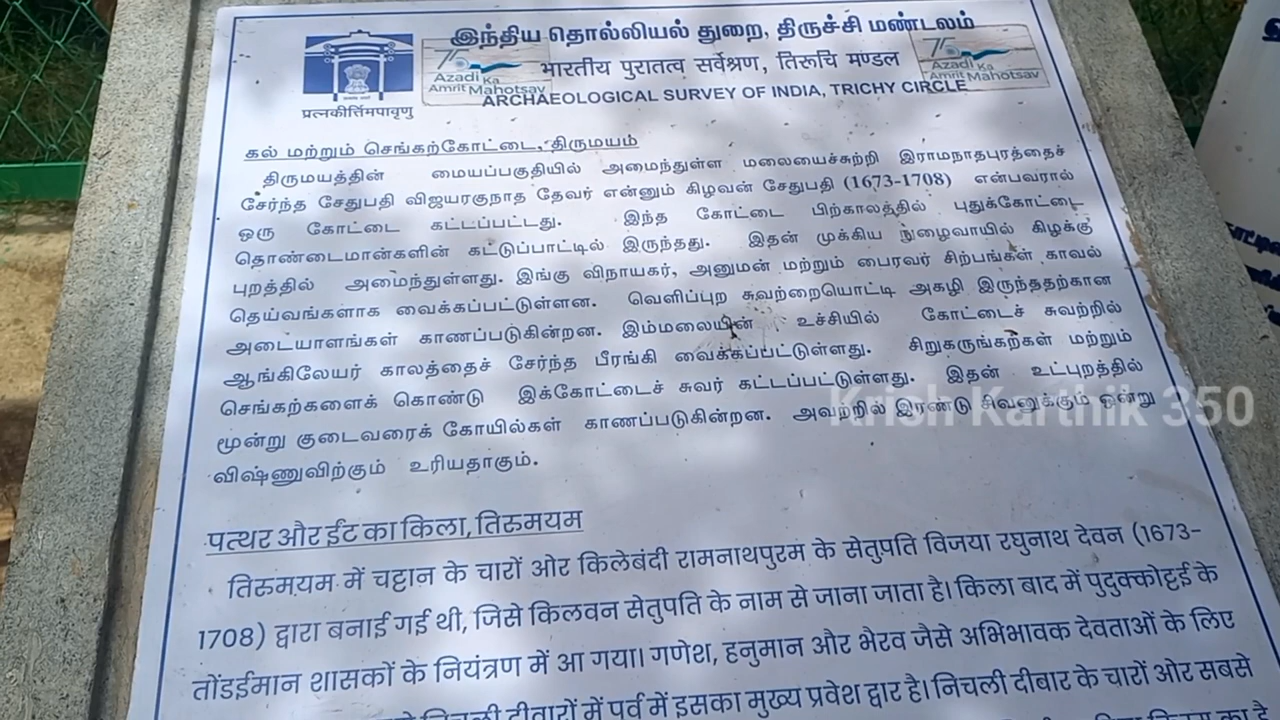 இந்திய தொல்லியல் துறை, திருச்சி மண்டலம்
भारतीय पुरातत्व सर्वेक्षण, तिरूचि मण्डल
ARCHAEOLOGICAL SURVEY OF INDIA, TRICHY CIRCLE
75
Azadi Ka
Amrit Mahotsav
75
Azadi Ka
Amrit Mahotsav
प्रत्नकीर्तिमपावृणु
கல் மற்றும் செங்கற்கோட்டை, திருமயம்
திருமயத்தின் மையப்பகுதியில் அமைந்துள்ள மலையைச்சுற்றி இராமநாதபுரத்தைச்
சேர்ந்த சேதுபதி விஜயரகுநாத தேவர் என்னும் கிழவன் சேதுபதி (1673-1708) என்பவரால்
ஒரு கோட்டை கட்டப்பட்டது. இந்த கோட்டை பிற்காலத்தில் புதுக்கோட்டை
தொண்டைமான்களின் கட்டுப்பாட்டில் இருந்தது. இதன் முக்கிய நுழைவாயில் கிழக்கு
புறத்தில் அமைந்துள்ளது. இங்கு விநாயகர், அனுமன் மற்றும் பைரவர் சிற்பங்கள் காவல்
தெய்வங்களாக வைக்கப்பட்டுள்ளன. வெளிப்புற சுவற்றையொட்டி அகழி இருந்ததற்கான
அடையாளங்கள் காணப்படுகின்றன. இம்மலையின் உச்சியில் கோட்டைச் சுவற்றில்
ஆங்கிலேயர் காலத்தைச் சேர்ந்த பீரங்கி வைக்கப்பட்டுள்ளது. சிறுகருங்கற்கள் மற்றும்
செங்கற்களைக் கொண்டு இக்கோட்டைச் சுவர் கட்டப்பட்டுள்ளது. இதன் உட்புறத்தில்
மூன்று குடைவரைக் கோயில்கள் காணப்படுகின்றன. அவற்றில் இரண்டு சிவனுக்கும் ஒன்று
விஷ்ணுவிற்கும் உரியதாகும்.
Krish Karthik 350
पत्थर और ईंट का किला, तिरुमयम
तिरुमयम में चट्टान के चारों ओर किलेबंदी रामनाथपुरम के सेतुपति विजया रघुनाथ देवन (1673-
1708) द्वारा बनाई गई थी, जिसे किलवन सेतुपति के नाम से जाना जाता है। किला बाद में पुदुक्कोट्टई के
तोंडईमान शासकों के नियंत्रण में आ गया। गणेश, हनुमान और भैरव जैसे अभिभावक देवताओं के लिए
निचली दीवारों में पूर्व में इसका मुख्य प्रवेश द्वार है। निचली दीबार के चारों ओर सबसे